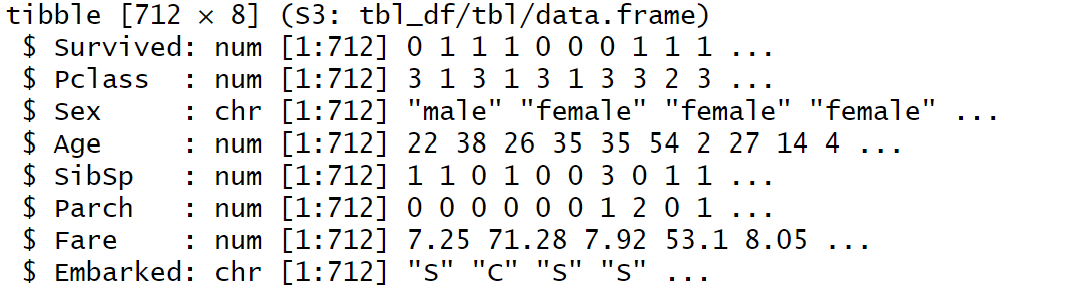 tibble [712 × 8] (S3: tbl_df/tbl/data.frame)
 $ Survived: num [1:712] 0 1 1 1 0 0 0 1 1 1 ...
 $ Pclass  : num [1:712] 3 1 3 1 3 1 3 3 2 3 ...
 $ Sex     : chr [1:712] "male" "female" "female" "female" ...
 $ Age     : num [1:712] 22 38 26 35 35 54 2 27 14 4 ...
 $ SibSp   : num [1:712] 1 1 0 1 0 0 3 0 1 1 ...
 $ Parch   : num [1:712] 0 0 0 0 0 0 1 2 0 1 ...
 $ Fare    : num [1:712] 7.25 71.28 7.92 53.1 8.05 ...
 $ Embarked: chr [1:712] "S" "C" "S" "S" ...